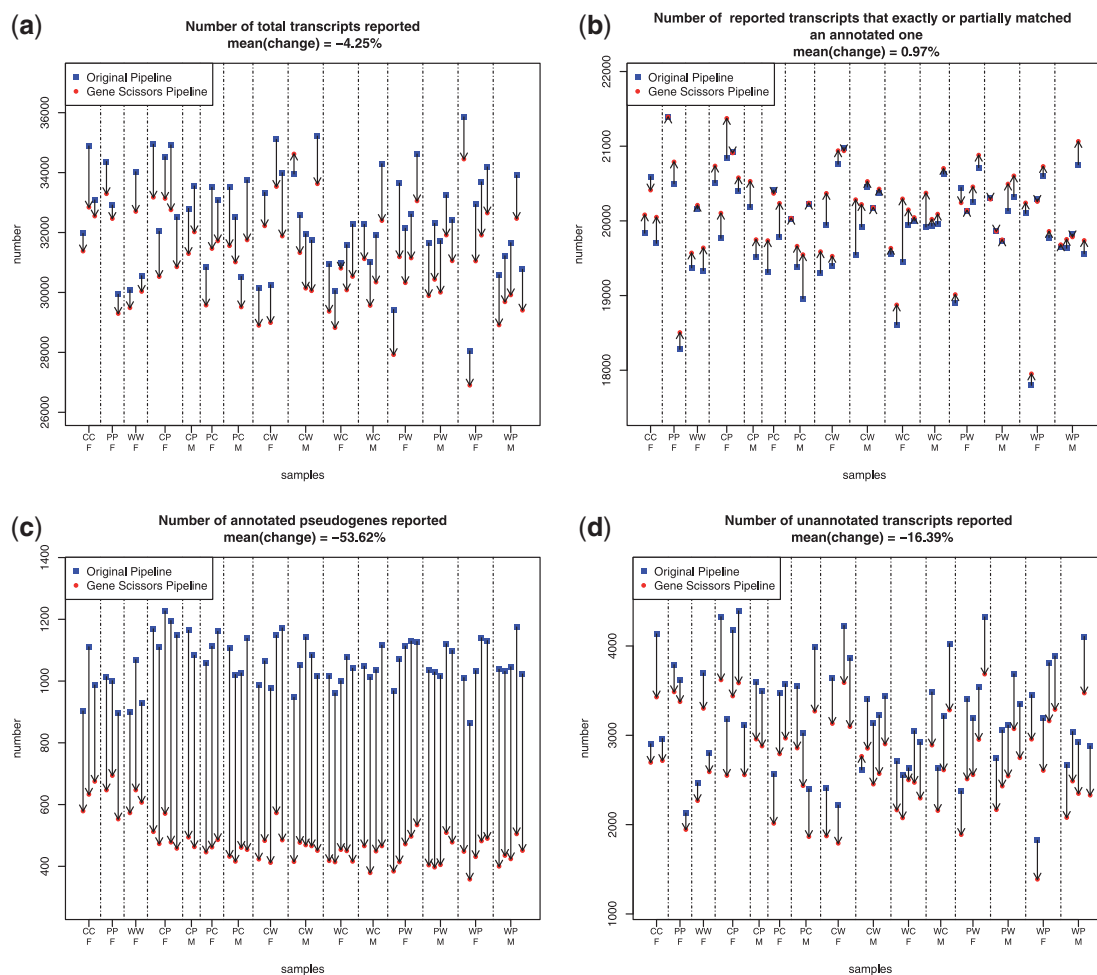 (a)
Number of total transcripts reported
mean(change) = −4.25%
Original Pipeline
Gene Scissors Pipeline
number
36000
34000
32000
30000
28000
26000
CC PP WW CP CP PC PC CW CW WC WC PW PW WP WP
F F F F M F M F M F M F M F M
samples
(b)
Number of reported transcripts that exactly or partially matched
an annotated one
mean(change) = 0.97%
Original Pipeline
Gene Scissors Pipeline
number
22000
21000
20000
19000
18000
CC PP WW CP CP PC PC CW CW WC WC PW PW WP WP
F F F F M F M F M F M F M F M
samples
(c)
Number of annotated pseudogenes reported
mean(change) = −53.62%
Original Pipeline
Gene Scissors Pipeline
number
1400
1200
1000
800
600
400
CC PP WW CP CP PC PC CW CW WC WC PW PW WP WP
F F F F M F M F M F M F M F M
samples
(d)
Number of unannotated transcripts reported
mean(change) = −16.39%
Original Pipeline
Gene Scissors Pipeline
number
4000
3000
2000
1000
CC PP WW CP CP PC PC CW CW WC WC PW PW WP WP
F F F F M F M F M F M F M F M
samples